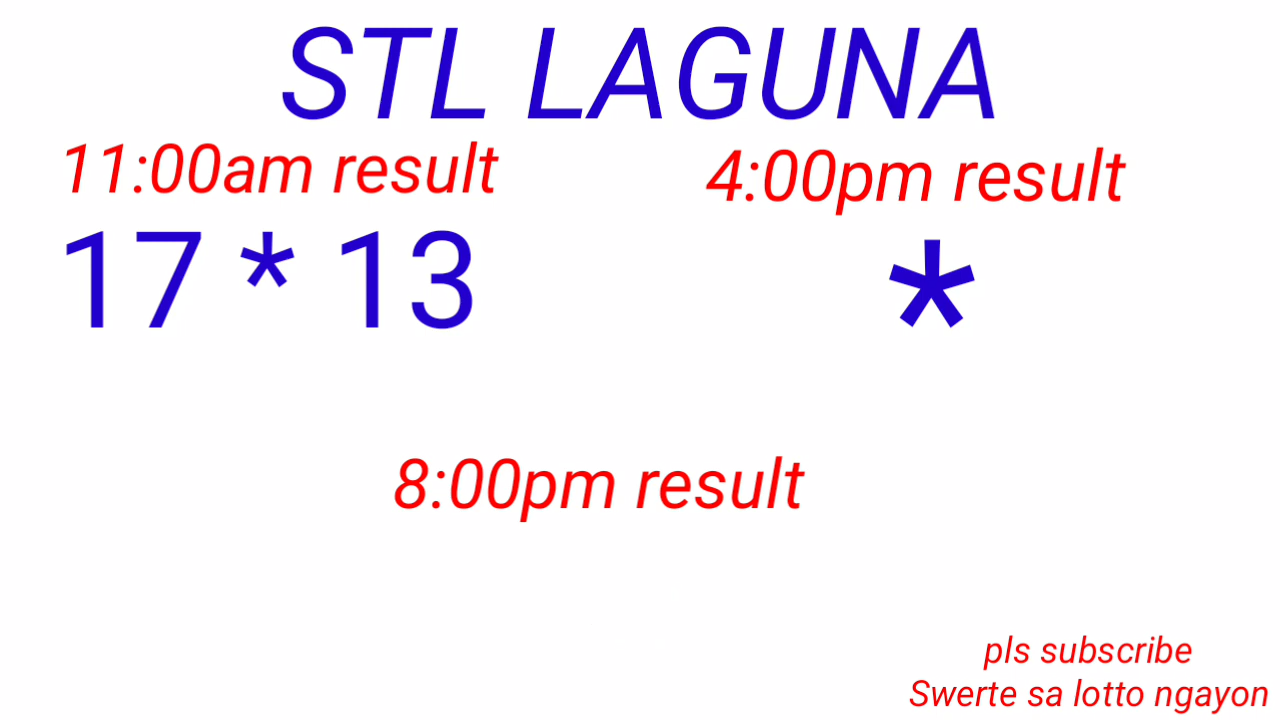 STL LAGUNA
11:00am result
4:00pm result
17 * 13
*
8:00pm result
pls subscribe
Swerte sa lotto ngayon